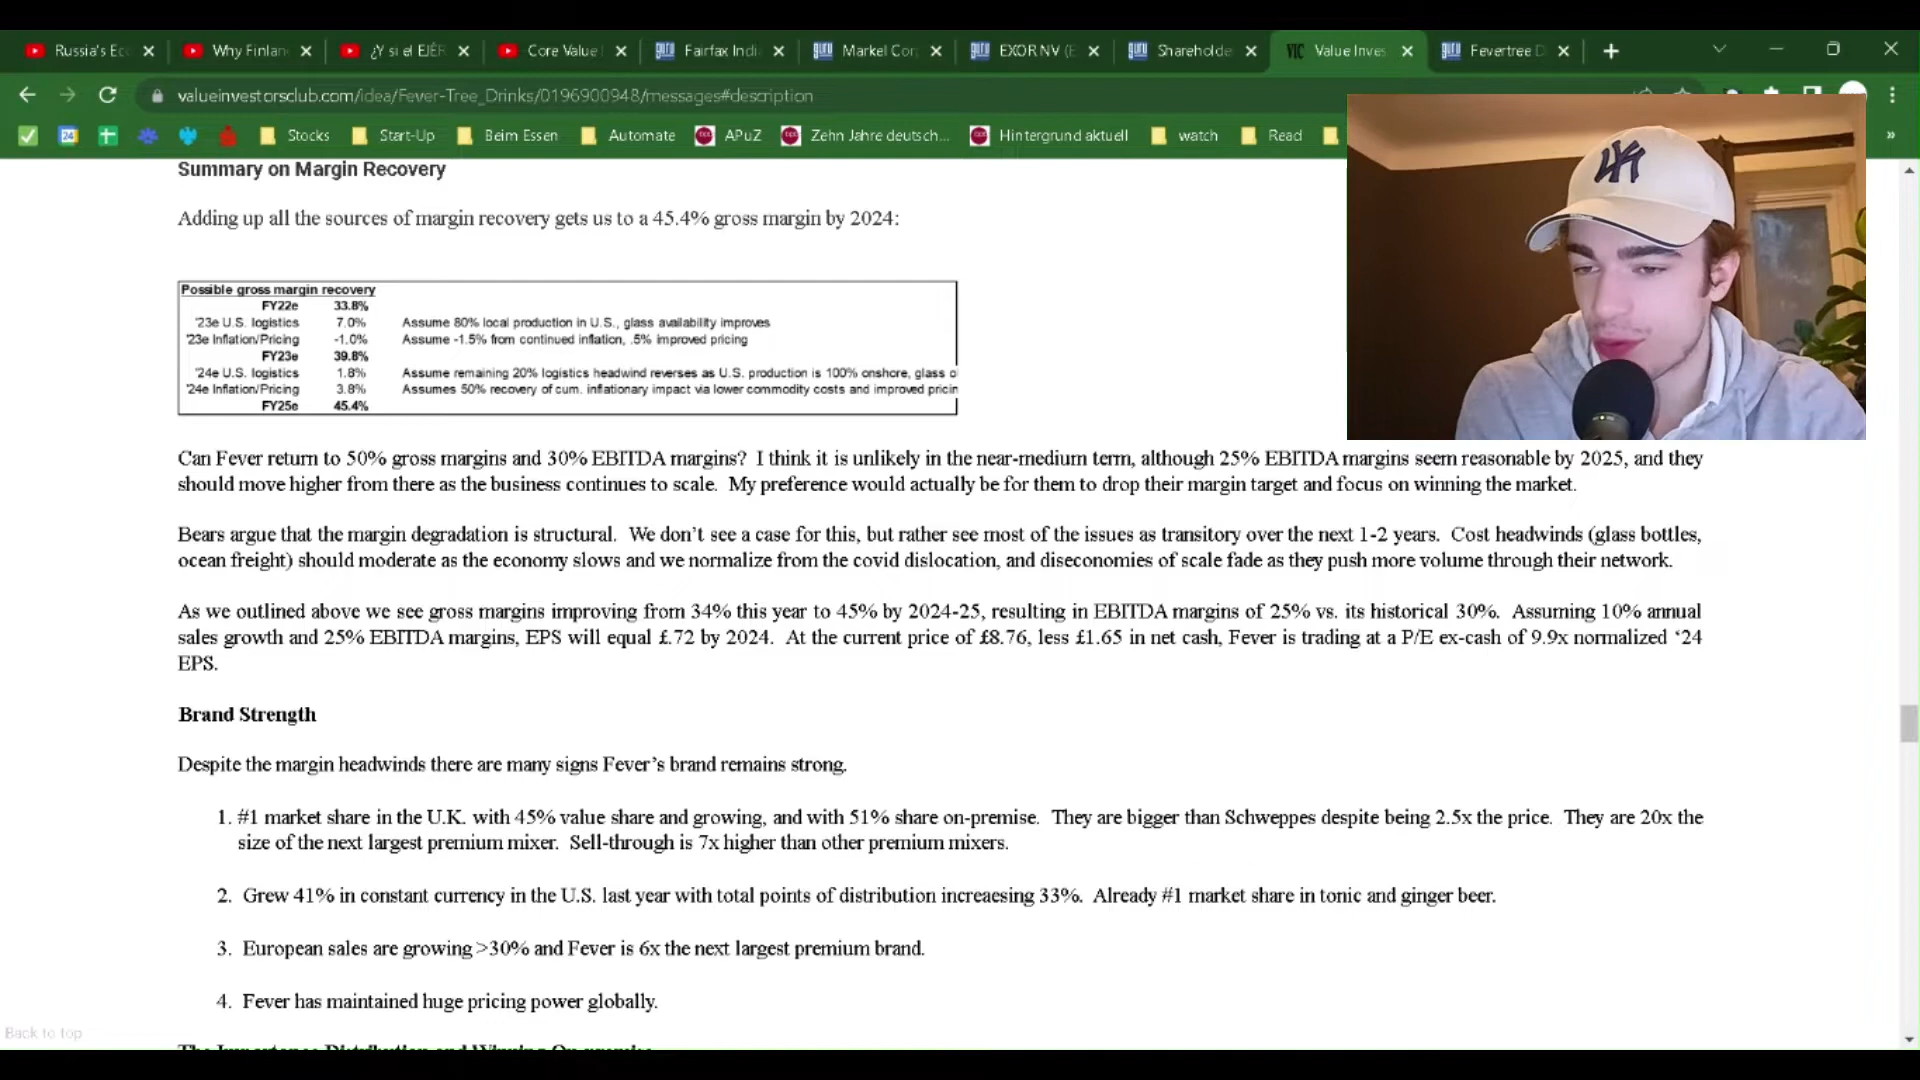 Russia's Ec
Why Finlan
¿Y si el EJÉR
Core Value
Fairfax Indi
Markel Cor
EXOR NV (E
Shareholde
VIC Value Inves
Fevertree D
valueinvestorsclub.com/idea/Fever-Tree_Drinks/0196900948/messages#description
24
Stocks
Start-Up
Beim Essen
Automate
APuZ
Zehn Jahre deutsch...
Hintergrund aktuell
watch
Read
»
Summary on Margin Recovery
Adding up all the sources of margin recovery gets us to a 45.4% gross margin by 2024:
Possible gross margin recovery
FY22e 33.8%
'23e U.S. logistics 7.0% Assume 80% local production in U.S., glass availability improves
'23e Inflation/Pricing -1.0% Assume -1.5% from continued inflation, .5% improved pricing
FY23e 39.8%
'24e U.S. logistics 1.8% Assume remaining 20% logistics headwind reverses as U.S. production is 100% onshore, glass o
'24e Inflation/Pricing 3.8% Assumes 50% recovery of cum. inflationary impact via lower commodity costs and improved pricin
FY25e 45.4%
Can Fever return to 50% gross margins and 30% EBITDA margins? I think it is unlikely in the near-medium term, although 25% EBITDA margins seem reasonable by 2025, and they
should move higher from there as the business continues to scale. My preference would actually be for them to drop their margin target and focus on winning the market.
Bears argue that the margin degradation is structural. We don't see a case for this, but rather see most of the issues as transitory over the next 1-2 years. Cost headwinds (glass bottles,
ocean freight) should moderate as the economy slows and we normalize from the covid dislocation, and diseconomies of scale fade as they push more volume through their network.
As we outlined above we see gross margins improving from 34% this year to 45% by 2024-25, resulting in EBITDA margins of 25% vs. its historical 30%. Assuming 10% annual
sales growth and 25% EBITDA margins, EPS will equal £.72 by 2024. At the current price of £8.76, less £1.65 in net cash, Fever is trading at a P/E ex-cash of 9.9x normalized '24
EPS.
Brand Strength
Despite the margin headwinds there are many signs Fever's brand remains strong.
1. #1 market share in the U.K. with 45% value share and growing, and with 51% share on-premise. They are bigger than Schweppes despite being 2.5x the price. They are 20x the
size of the next largest premium mixer. Sell-through is 7x higher than other premium mixers.
2. Grew 41% in constant currency in the U.S. last year with total points of distribution increaesing 33%. Already #1 market share in tonic and ginger beer.
3. European sales are growing >30% and Fever is 6x the next largest premium brand.
4. Fever has maintained huge pricing power globally.
Back to top
The Importance Distribution and Winning On-premise